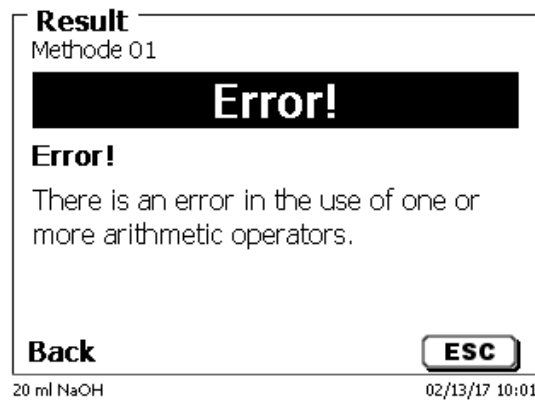 Result
Methode 01
Error!
Error!
There is an error in the use of one or
more arithmetic operators.
Back ESC
20 ml NaOH 02/13/17 10:01